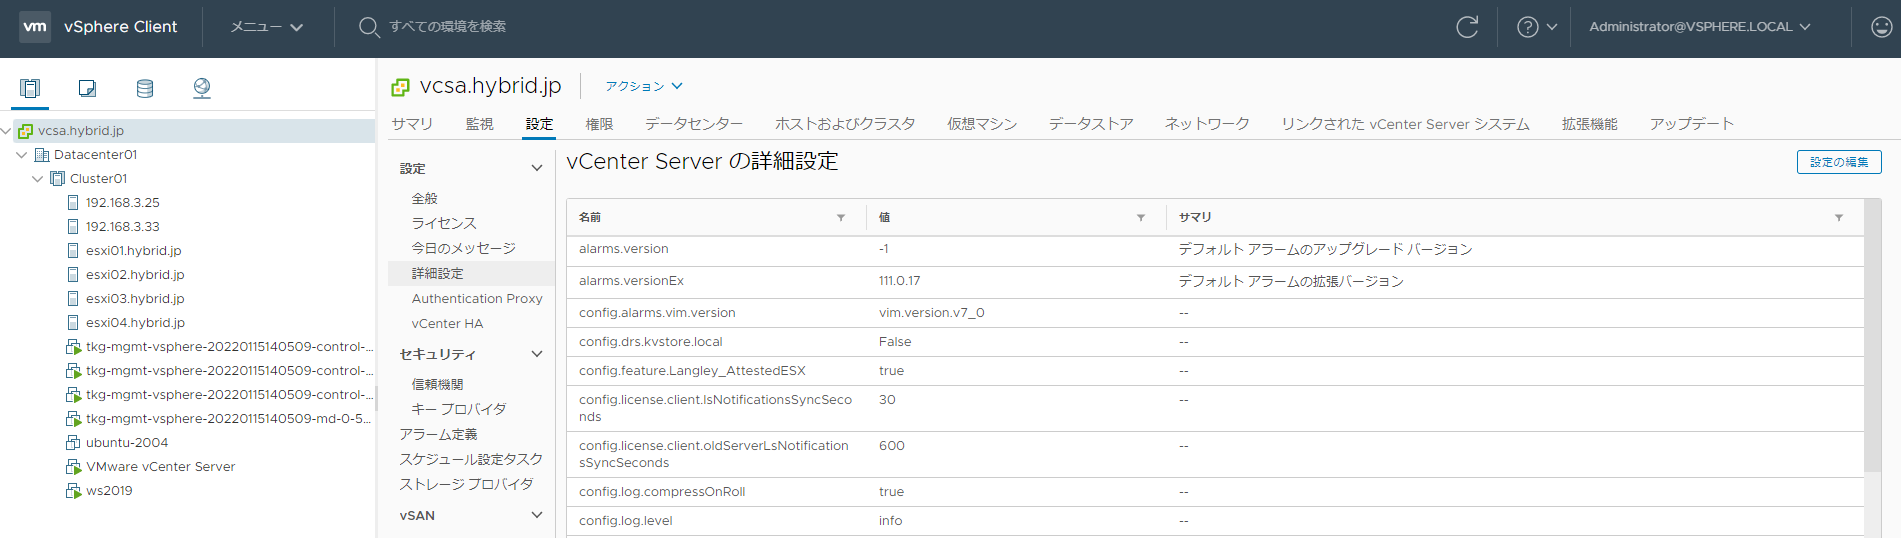 vm vSphere Client メニュー すべての環境を検索 Administrator@VSPHERE.LOCAL
vcsa.hybrid.jp
Datacenter01
Cluster01
192.168.3.25
192.168.3.33
esxi01.hybrid.jp
esxi02.hybrid.jp
esxi03.hybrid.jp
esxi04.hybrid.jp
tkg-mgmt-vsphere-20220115140509-control-...
tkg-mgmt-vsphere-20220115140509-control-...
tkg-mgmt-vsphere-20220115140509-control-...
tkg-mgmt-vsphere-20220115140509-md-0-5...
ubuntu-2004
VMware vCenter Server
ws2019
vcsa.hybrid.jp アクション
サマリ 監視 設定 権限 データセンター ホストおよびクラスタ 仮想マシン データストア ネットワーク リンクされた vCenter Server システム 拡張機能 アップデート
設定
全般
ライセンス
今日のメッセージ
詳細設定
Authentication Proxy
vCenter HA
セキュリティ
信頼機関
キー プロバイダ
アラーム定義
スケジュール設定タスク
ストレージ プロバイダ
vSAN
vCenter Server の詳細設定 設定の編集
名前 値 サマリ
alarms.version -1 デフォルト アラームのアップグレード バージョン
alarms.versionEx 111.0.17 デフォルト アラームの拡張バージョン
config.alarms.vim.version vim.version.v7_0 --
config.drs.kvstore.local False --
config.feature.Langley_AttestedESX true --
config.license.client.lsNotificationsSyncSeco 30 --
nds
config.license.client.oldServerLsNotification 600 --
sSyncSeconds
config.log.compressOnRoll true --
config.log.level info --